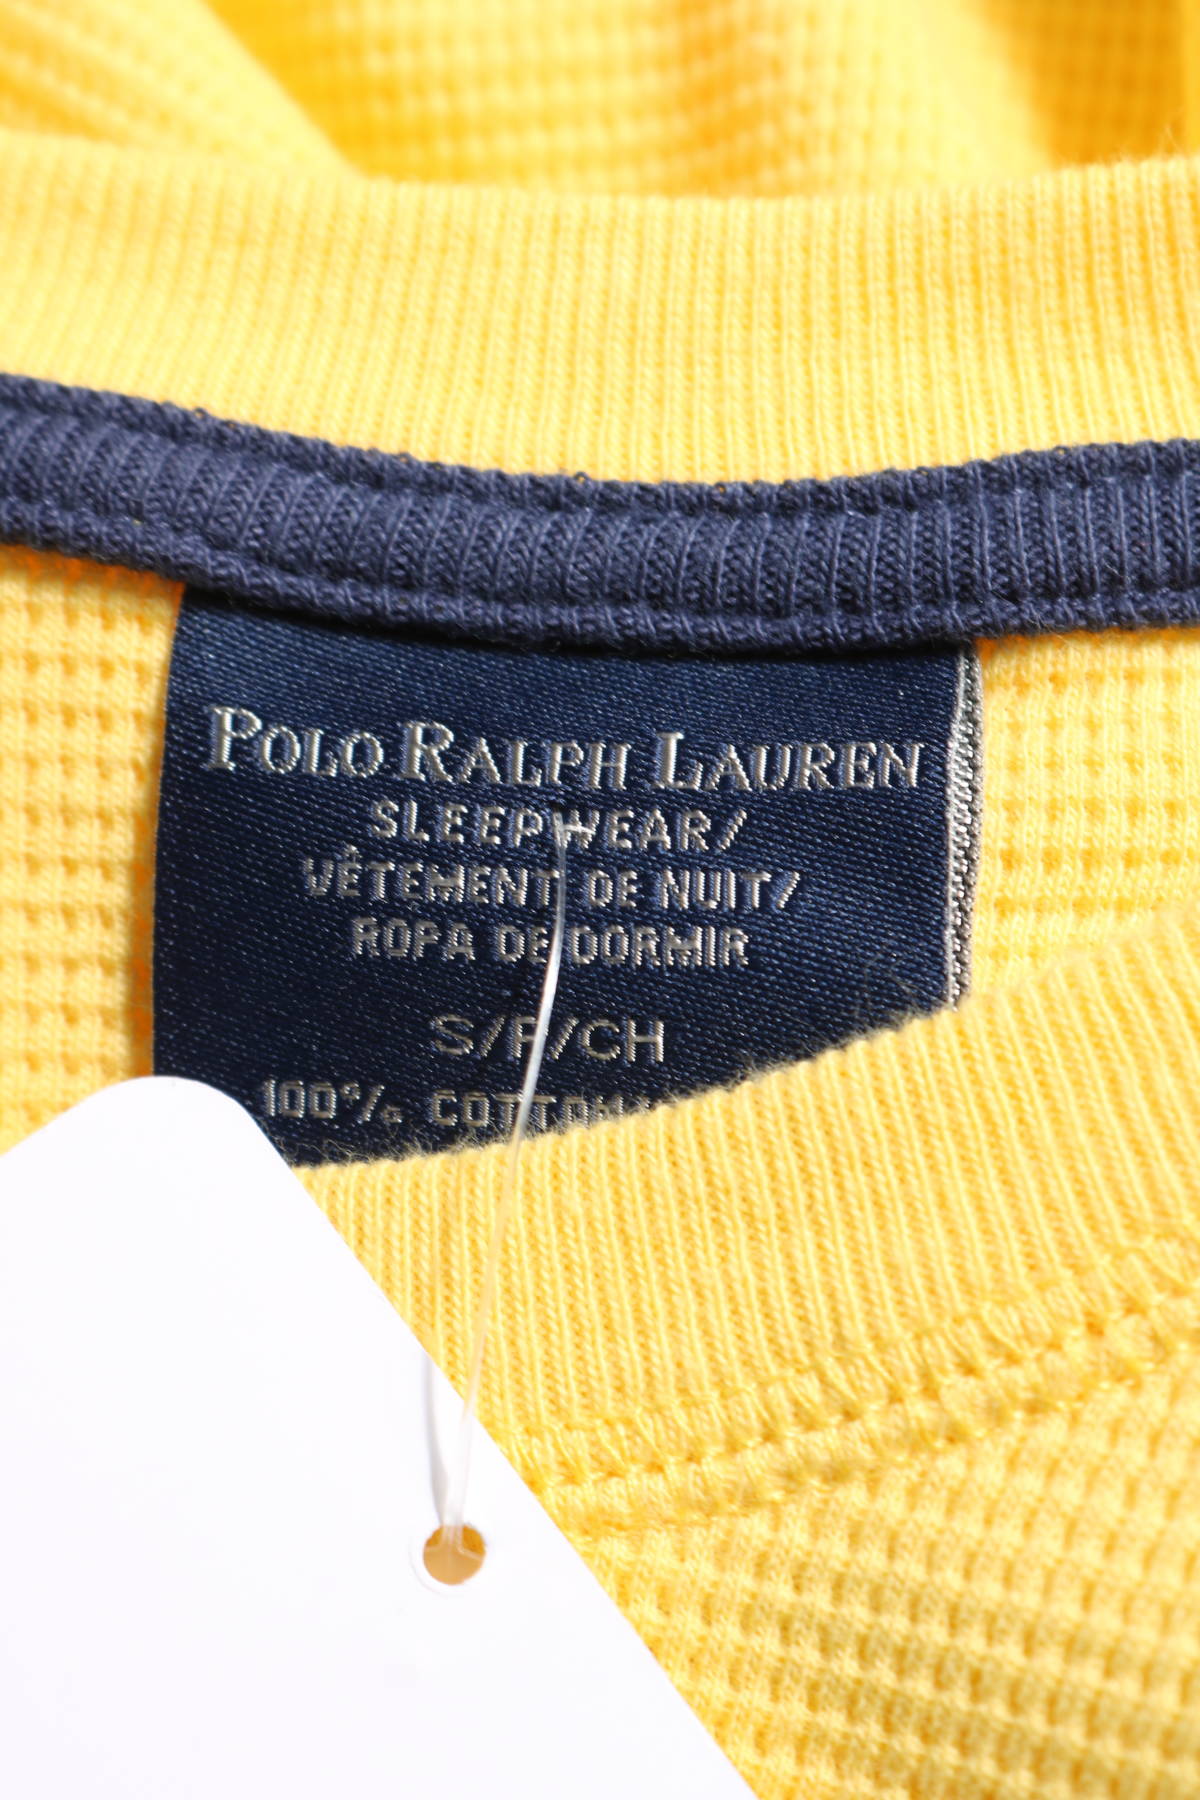 POLO RALPH LAUREN
SLEEPWEAR/
VÊTEMENT DE NUIT/
ROPA DE DORMIR
S/P/CH
100% COTTON